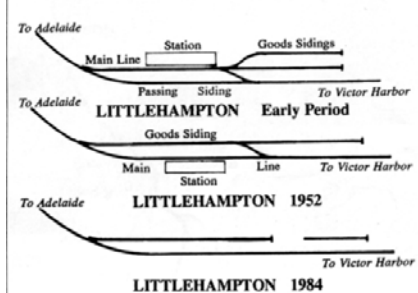 To Adelaide
Station
Goods Sidings
Main Line
Passing Siding
To Victor Harbor
LITTLEHAMPTON Early Period
To Adelaide
Goods Siding
To Victor Harbor
Main Line
Station
LITTLEHAMPTON 1952
To Adelaide
To Victor Harbor
LITTLEHAMPTON 1984